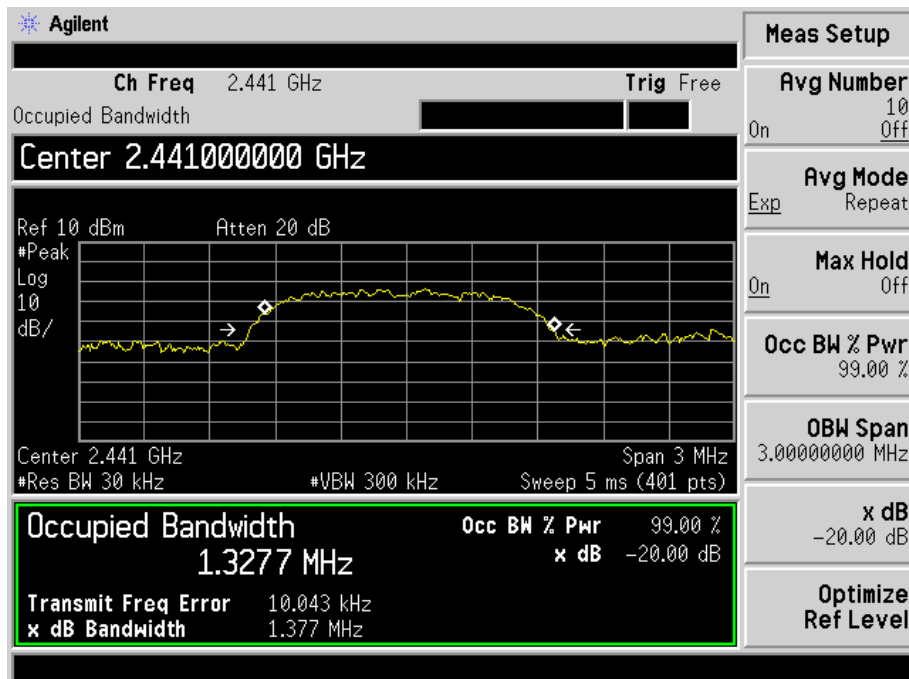 Agilent
Ch Freq 2.441 GHz Trig Free
Occupied Bandwidth
Center 2.441000000 GHz
Ref 10 dBm Atten 20 dB
#Peak
Log
10
dB/
Center 2.441 GHz Span 3 MHz
#Res BW 30 kHz #VBW 300 kHz Sweep 5 ms (401 pts)
Occupied Bandwidth Occ BW % Pwr 99.00 %
1.3277 MHz x dB -20.00 dB
Transmit Freq Error 10.043 kHz
x dB Bandwidth 1.377 MHz
Meas Setup
Avg Number
10
On Off
Avg Mode
Exp Repeat
Max Hold
On Off
Occ BW % Pwr
99.00 %
OBW Span
3.00000000 MHz
x dB
-20.00 dB
Optimize
Ref Level